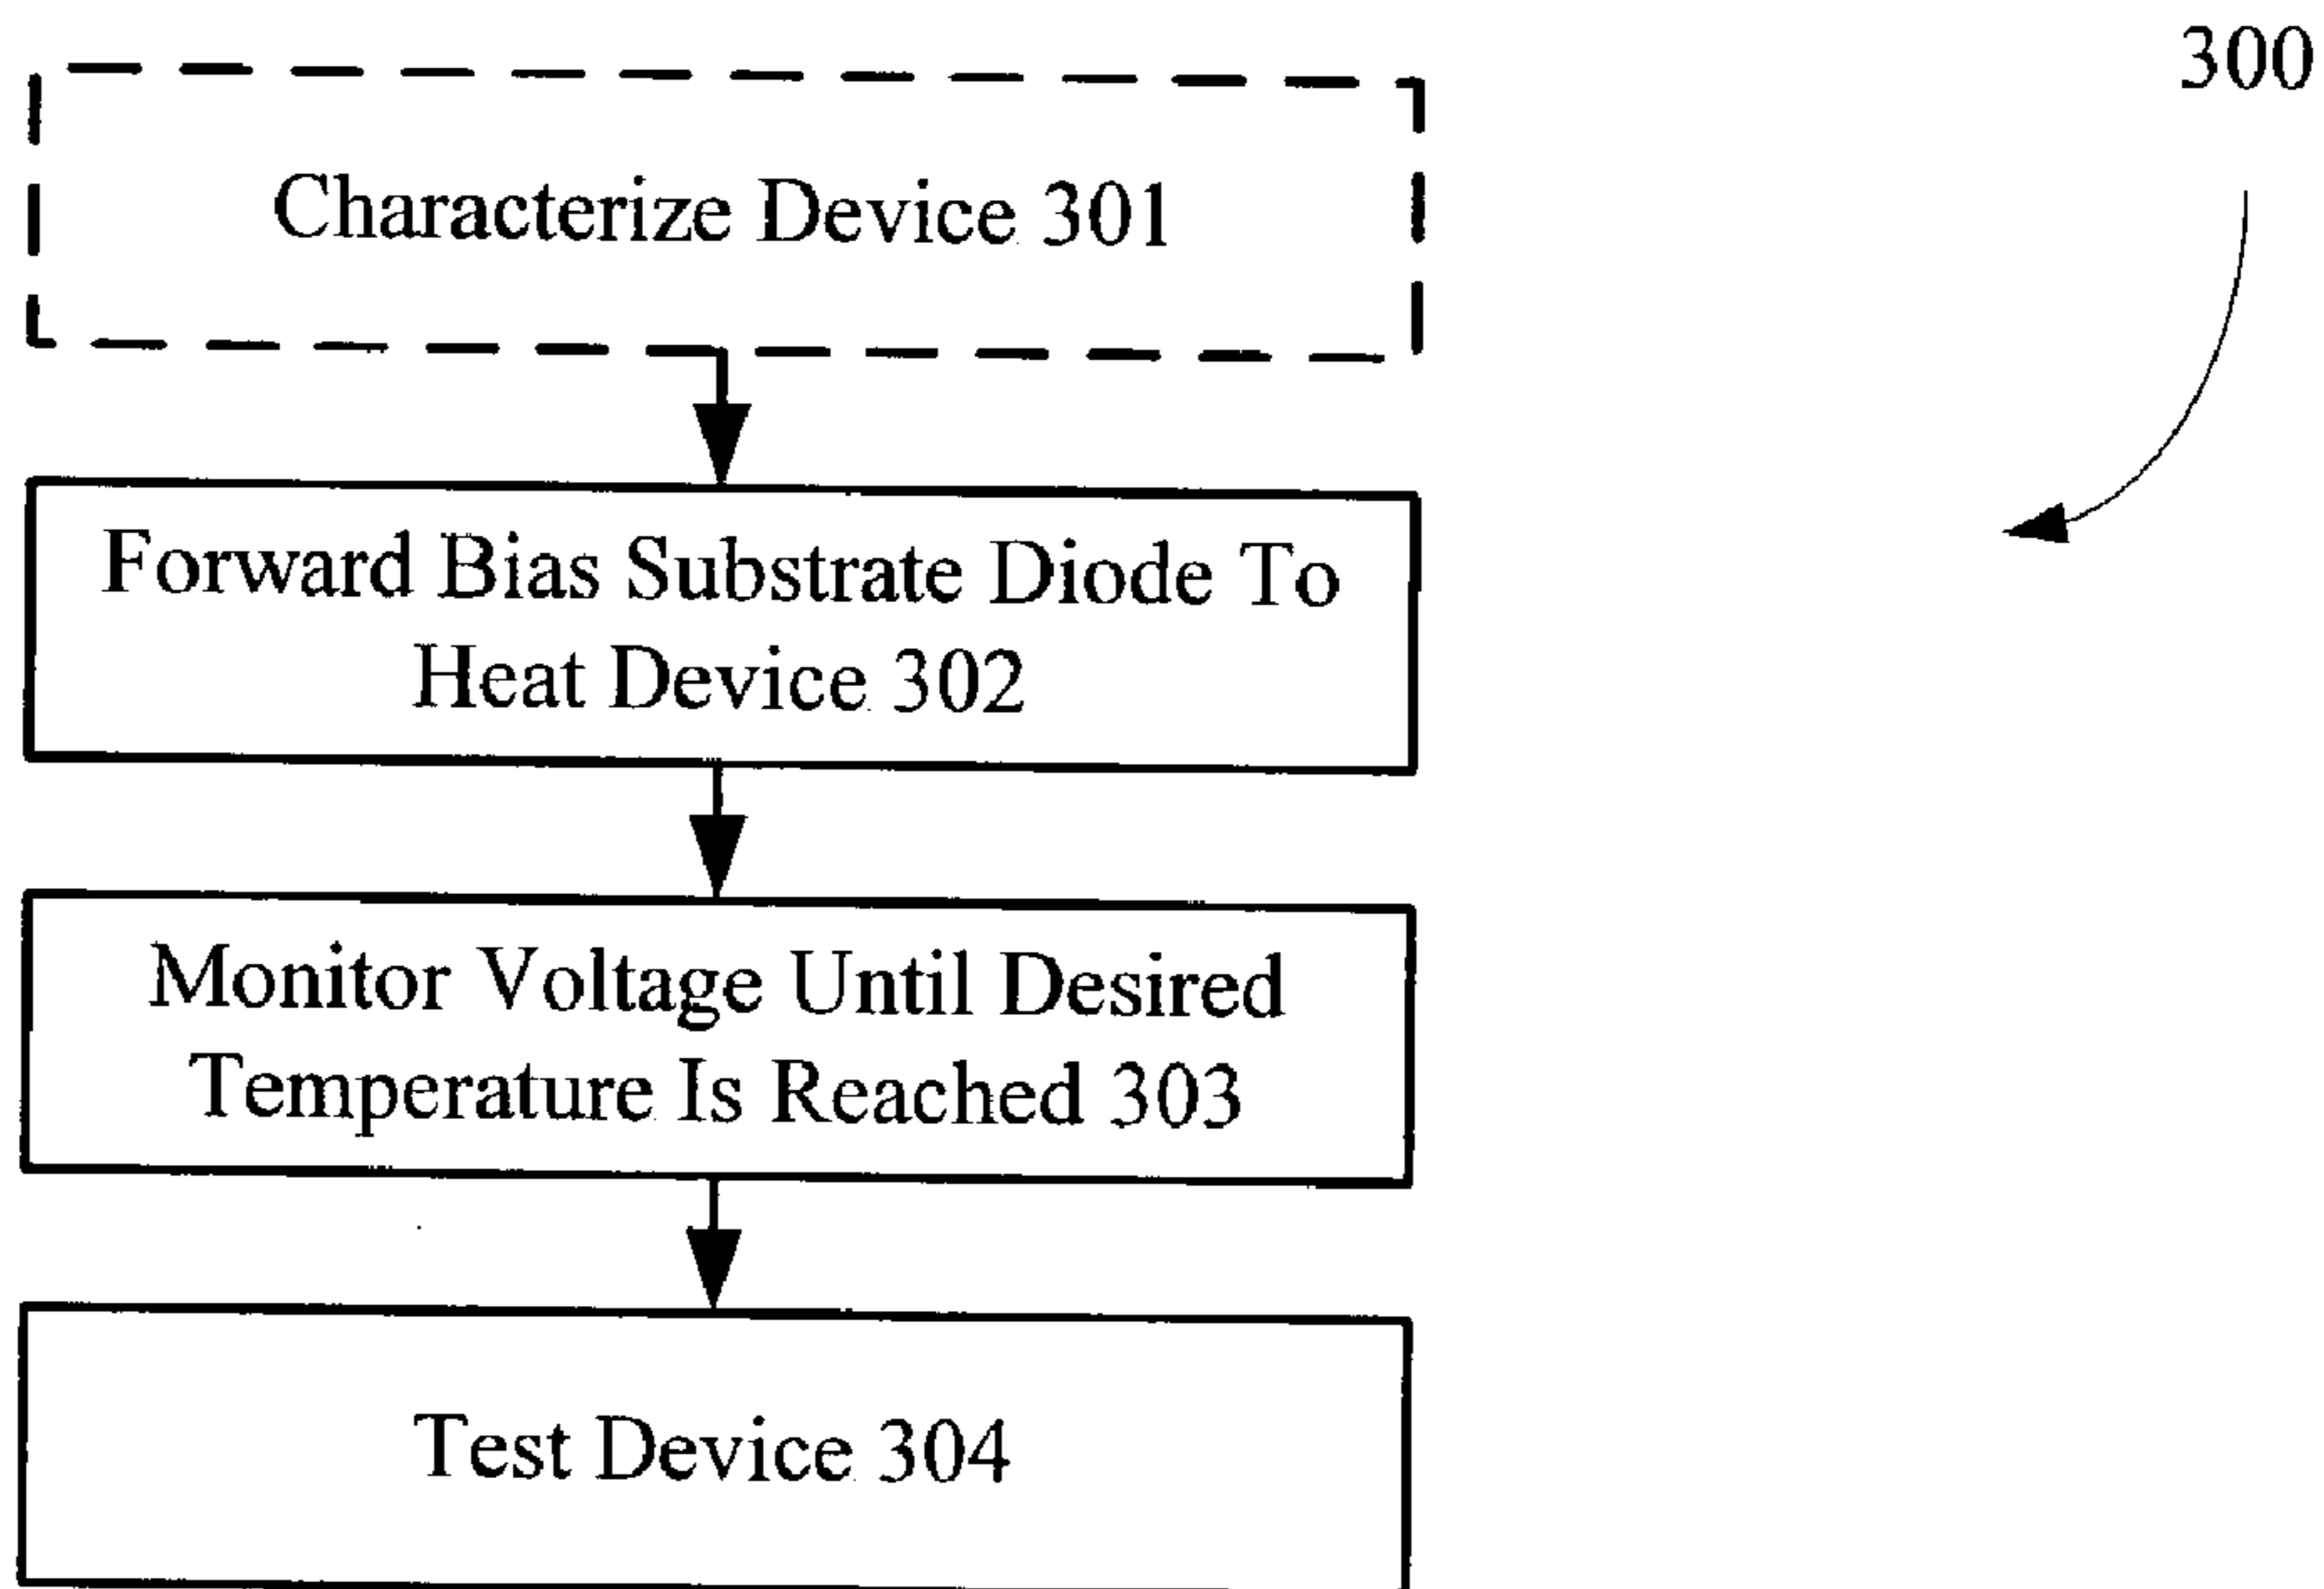 300
Characterize Device 301
Forward Bias Substrate Diode To
Heat Device 302
Monitor Voltage Until Desired
Temperature Is Reached 303
Test Device 304